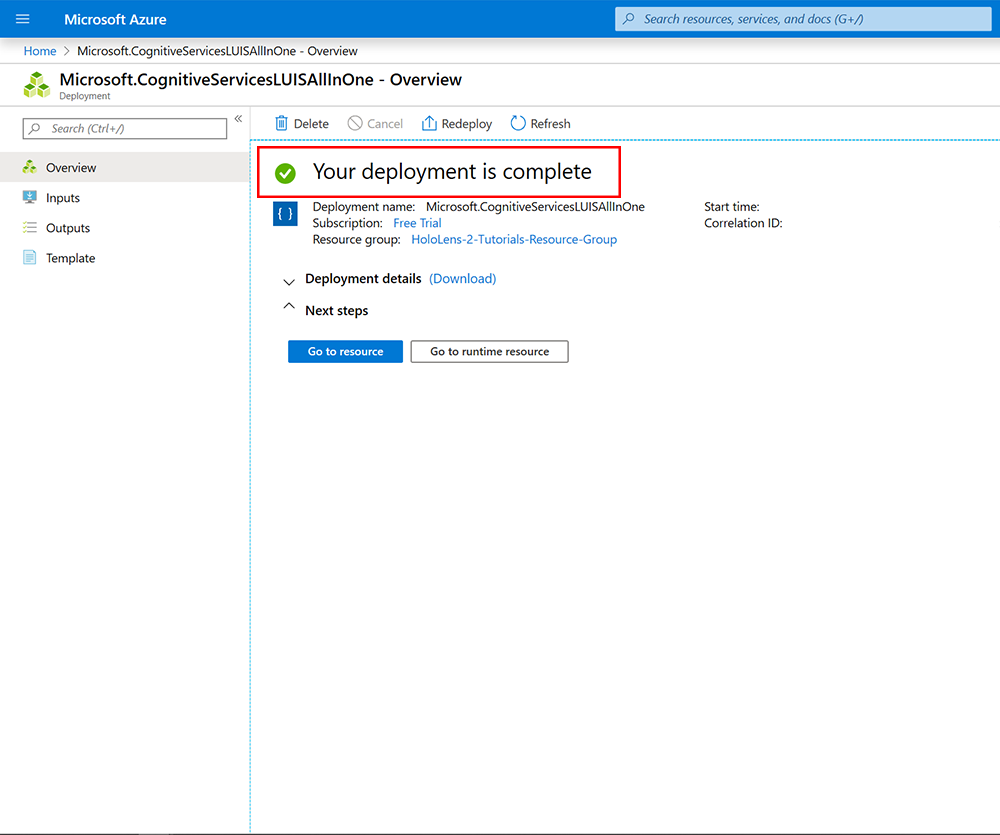 Microsoft Azure
Search resources, services, and docs (G+/)
Home > Microsoft.CognitiveServicesLUISAllInOne - Overview
Microsoft.CognitiveServicesLUISAllInOne - Overview
Deployment
Search (Ctrl+/)
«
Overview
Inputs
Outputs
Template
Delete Cancel Redeploy Refresh
Your deployment is complete
Deployment name: Microsoft.CognitiveServicesLUISAllInOne
Subscription: Free Trial
Resource group: HoloLens-2-Tutorials-Resource-Group
Start time:
Correlation ID:
Deployment details (Download)
Next steps
Go to resource
Go to runtime resource